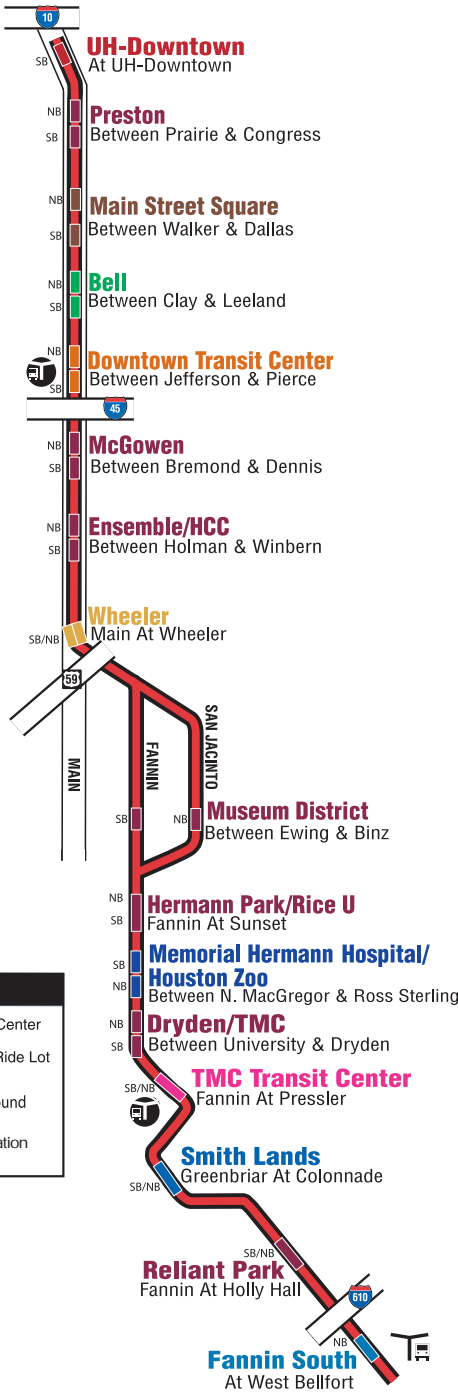 10
UH-Downtown
SB
At UH-Downtown
NB
Preston
SB
Between Prairie & Congress
NB
Main Street Square
SB
Between Walker & Dallas
NB
Bell
SB
Between Clay & Leeland
NB
Downtown Transit Center
SB
Between Jefferson & Pierce
45
NB
McGowen
SB
Between Bremond & Dennis
NB
Ensemble/HCC
SB
Between Holman & Winbern
Wheeler
SB/NB
Main At Wheeler
59
MAIN
FANNIN
SAN JACINTO
SB
NB
Museum District
Between Ewing & Binz
NB
Hermann Park/Rice U
SB
Fannin At Sunset
SB
Memorial Hermann Hospital/
Houston Zoo
NB
Between N. MacGregor & Ross Sterling
NB
Dryden/TMC
SB
Between University & Dryden
Center
Ride Lot
ound
ation
TMC Transit Center
SB/NB
Fannin At Pressler
Smith Lands
SB/NB
Greenbriar At Colonnade
SB/NB
Reliant Park
Fannin At Holly Hall
610
NB
Fannin South
At West Bellfort